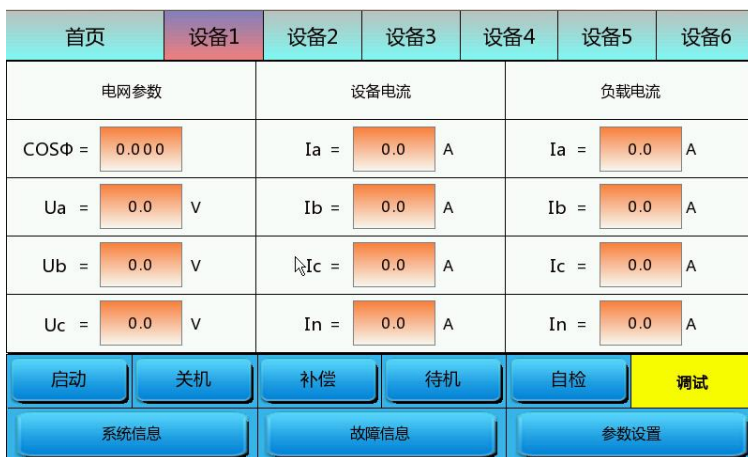 首页 设备1 设备2 设备3 设备4 设备5 设备6
电网参数 设备电流 负载电流
COSΦ = 0.000 Ia = 0.0 A Ia = 0.0 A
Ua = 0.0 V Ib = 0.0 A Ib = 0.0 A
Ub = 0.0 V Ic = 0.0 A Ic = 0.0 A
Uc = 0.0 V In = 0.0 A In = 0.0 A
启动 关机 补偿 待机 自检 调试
系统信息 故障信息 参数设置